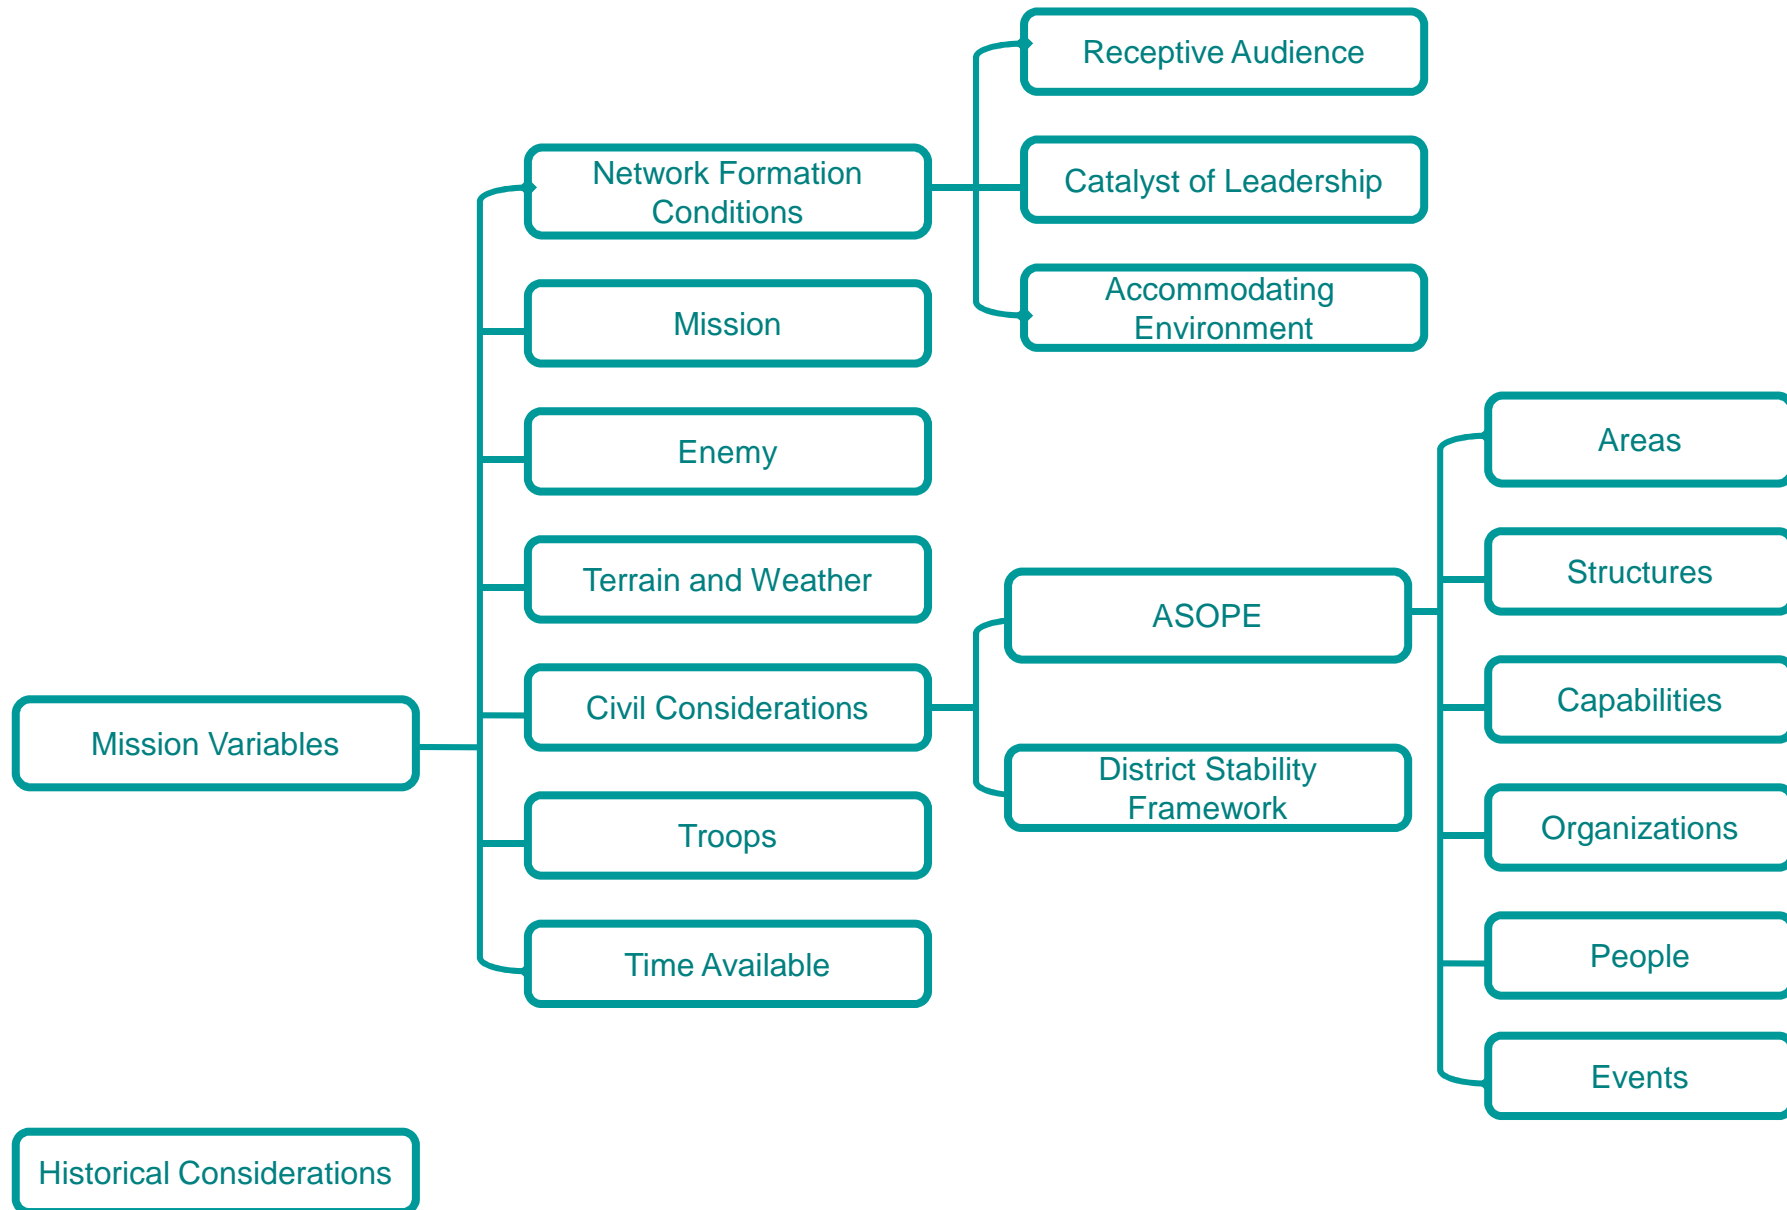 Receptive Audience
Network Formation
Conditions
Catalyst of Leadership
Accommodating
Environment
Mission
Enemy
Terrain and Weather
Mission Variables
Civil Considerations
ASOPE
District Stability
Framework
Areas
Structures
Capabilities
Organizations
People
Events
Troops
Time Available
Historical Considerations